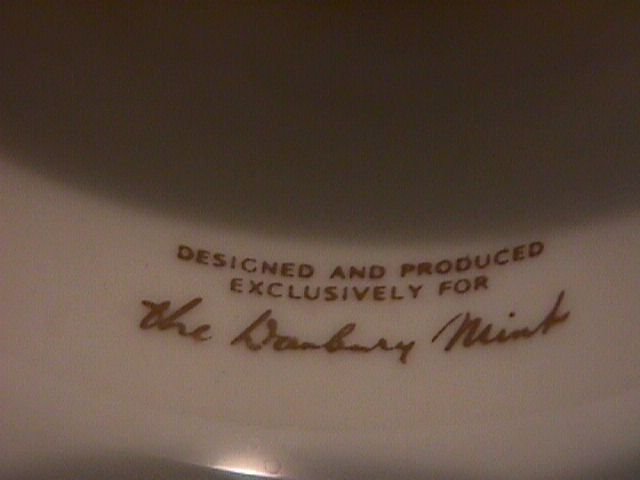 DESIGNED AND PRODUCED
EXCLUSIVELY FOR
the Danbury Mint